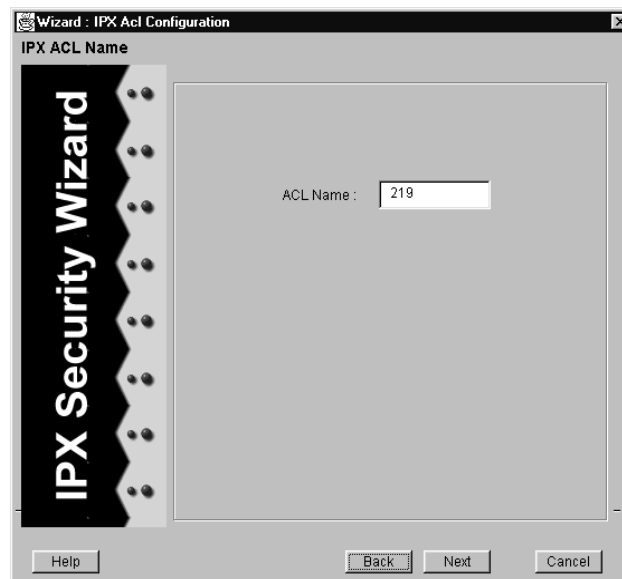 Wizard : IPX Acl Configuration
IPX ACL Name
IPX Security Wizard
ACL Name : 219
Help Back Next Cancel